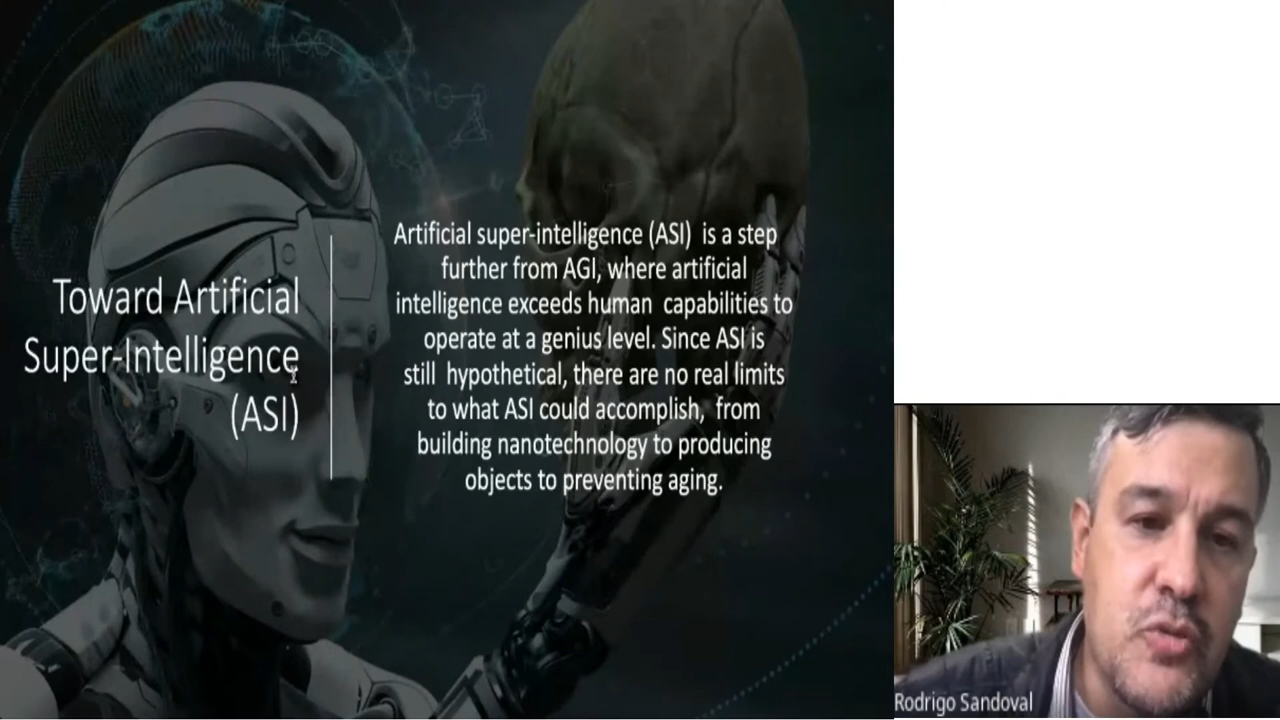 Toward Artificial
Super-Intelligence
(ASI)
Artificial super-intelligence (ASI) is a step
further from AGI, where artificial
intelligence exceeds human capabilities to
operate at a genius level. Since ASI is
still hypothetical, there are no real limits
to what ASI could accomplish, from
building nanotechnology to producing
objects to preventing aging.
Rodrigo Sandoval